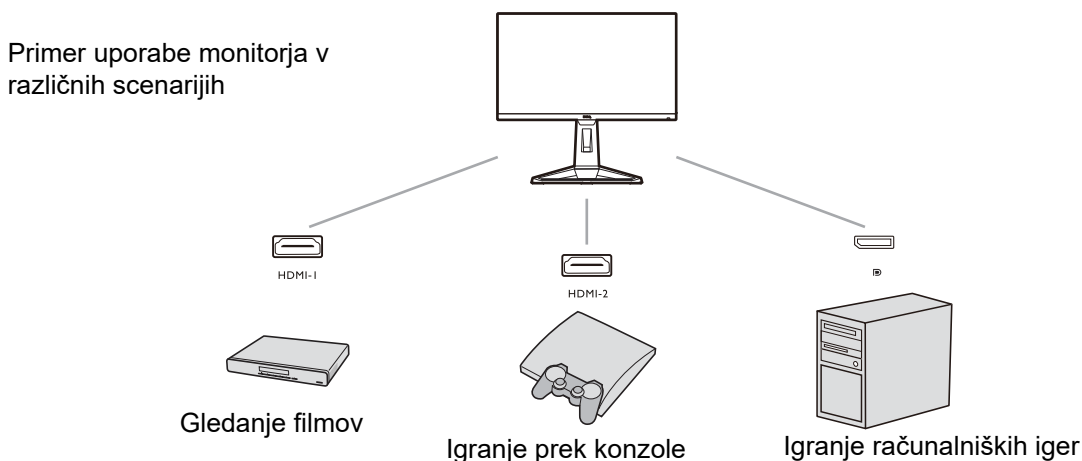 Primer uporabe monitorja v
različnih scenarijih
HDMI-1
HDMI-2
Gledanje filmov
Igranje prek konzole
Igranje računalniških iger